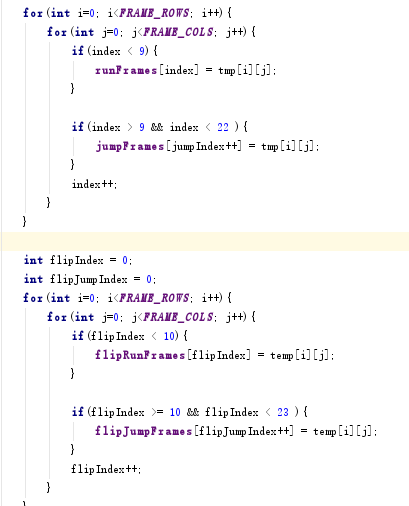 for(int i=0; i<FRAME_ROWS; i++){
for(int j=0; j<FRAME_COLS; j++){
if(index < 9){
runFrames[index] = tmp[i][j];
}
if(index > 9 && index < 22 ){
jumpFrames[jumpIndex++] = tmp[i][j];
}
index++;
}
}
int flipIndex = 0;
int flipJumpIndex = 0;
for(int i=0; i<FRAME_ROWS; i++){
for(int j=0; j<FRAME_COLS; j++){
if(flipIndex < 10){
flipRunFrames[flipIndex] = temp[i][j];
}
if(flipIndex >= 10 && flipIndex < 23 ){
flipJumpFrames[flipJumpIndex++] = temp[i][j];
}
flipIndex++;
}
}